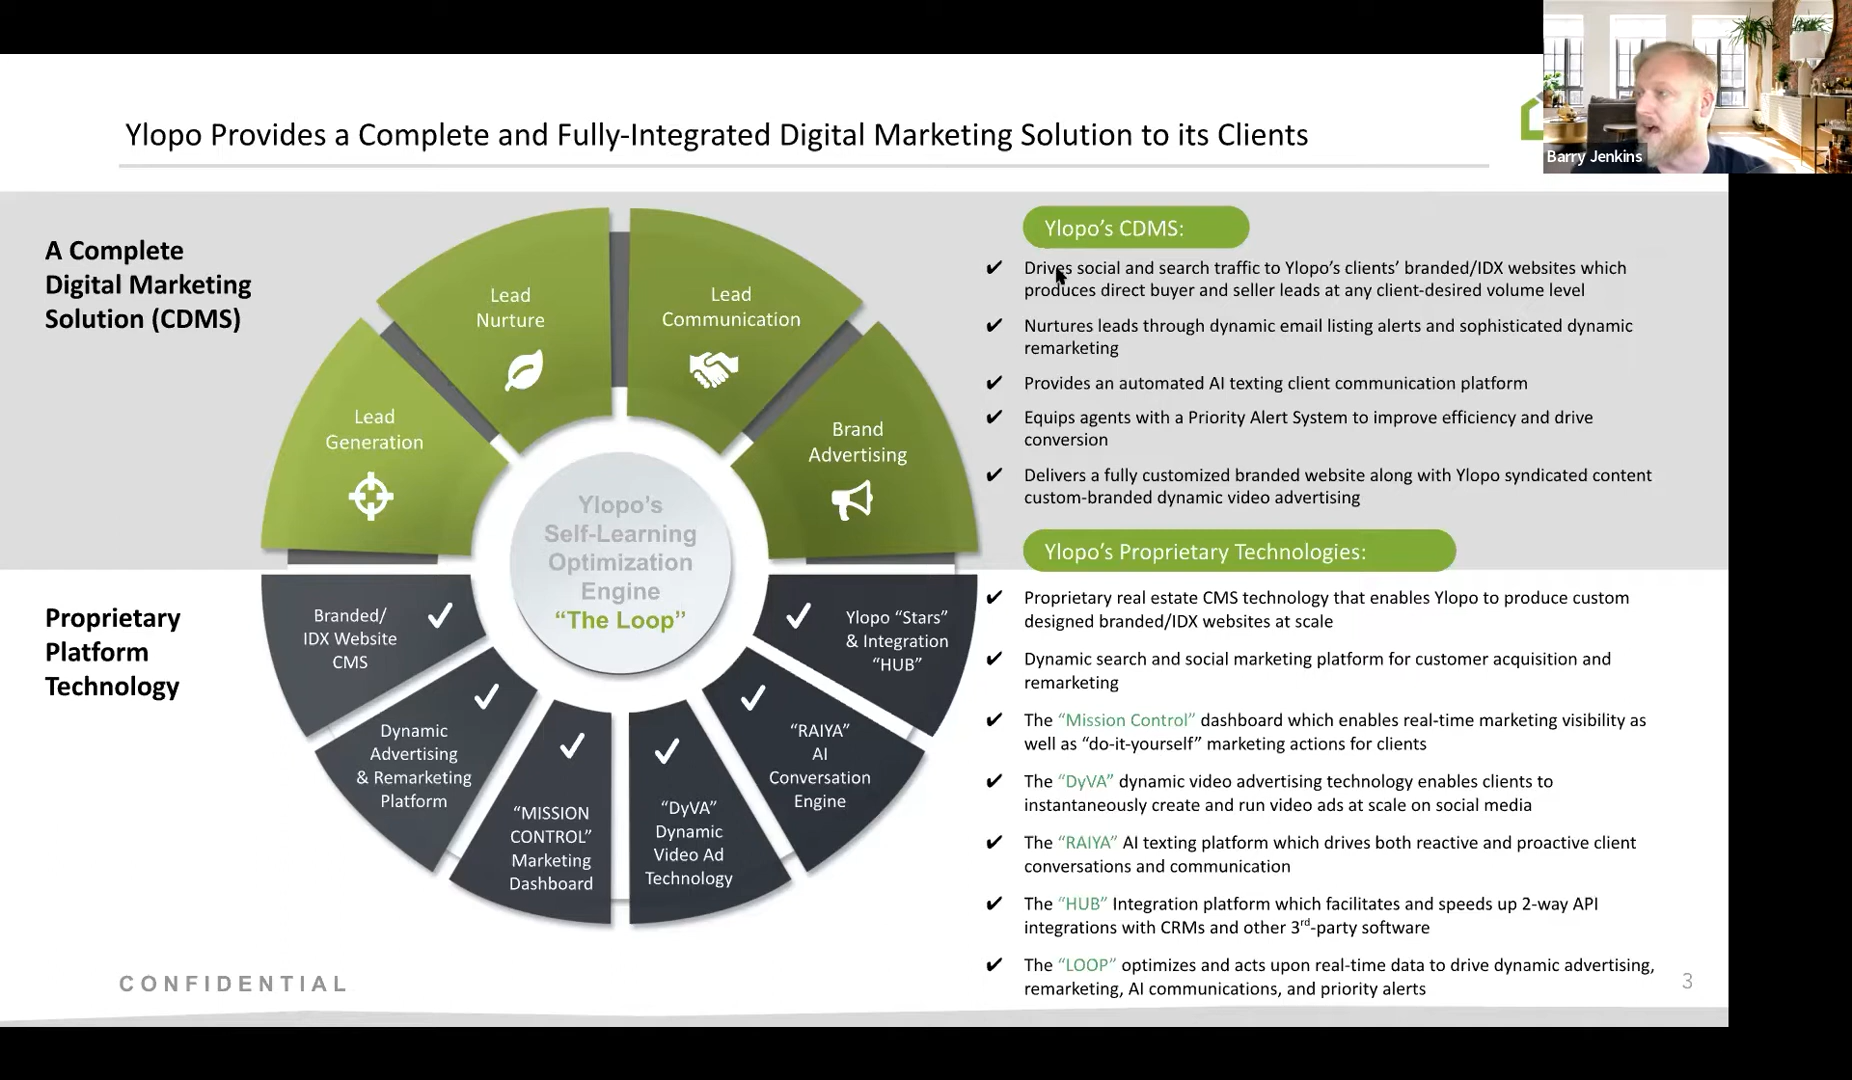 Ylopo Provides a Complete and Fully-Integrated Digital Marketing Solution to its Clients
Barry Jenkins
A Complete
Digital Marketing
Solution (CDMS)
Lead
Generation
Lead
Nurture
Lead
Communication
Brand
Advertising
Ylopo’s
Self-Learning
Optimization
Engine
“The Loop”
Proprietary
Platform
Technology
Branded/
IDX Website
CMS
Dynamic
Advertising
& Remarketing
Platform
“MISSION
CONTROL”
Marketing
Dashboard
“DyVA”
Dynamic
Video Ad
Technology
“RAIYA”
AI
Conversation
Engine
Ylopo “Stars”
& Integration
“HUB”
Ylopo’s CDMS:
✔ Drives social and search traffic to Ylopo’s clients’ branded/IDX websites which
produces direct buyer and seller leads at any client-desired volume level
✔ Nurtures leads through dynamic email listing alerts and sophisticated dynamic
remarketing
✔ Provides an automated AI texting client communication platform
✔ Equips agents with a Priority Alert System to improve efficiency and drive
conversion
✔ Delivers a fully customized branded website along with Ylopo syndicated content
custom-branded dynamic video advertising
Ylopo’s Proprietary Technologies:
✔ Proprietary real estate CMS technology that enables Ylopo to produce custom
designed branded/IDX websites at scale
✔ Dynamic search and social marketing platform for customer acquisition and
remarketing
✔ The “Mission Control” dashboard which enables real-time marketing visibility as
well as “do-it-yourself” marketing actions for clients
✔ The “DyVA” dynamic video advertising technology enables clients to
instantaneously create and run video ads at scale on social media
✔ The “RAIYA” AI texting platform which drives both reactive and proactive client
conversations and communication
✔ The “HUB” Integration platform which facilitates and speeds up 2-way API
integrations with CRMs and other 3rd-party software
✔ The “LOOP” optimizes and acts upon real-time data to drive dynamic advertising,
remarketing, AI communications, and priority alerts
CONFIDENTIAL
3